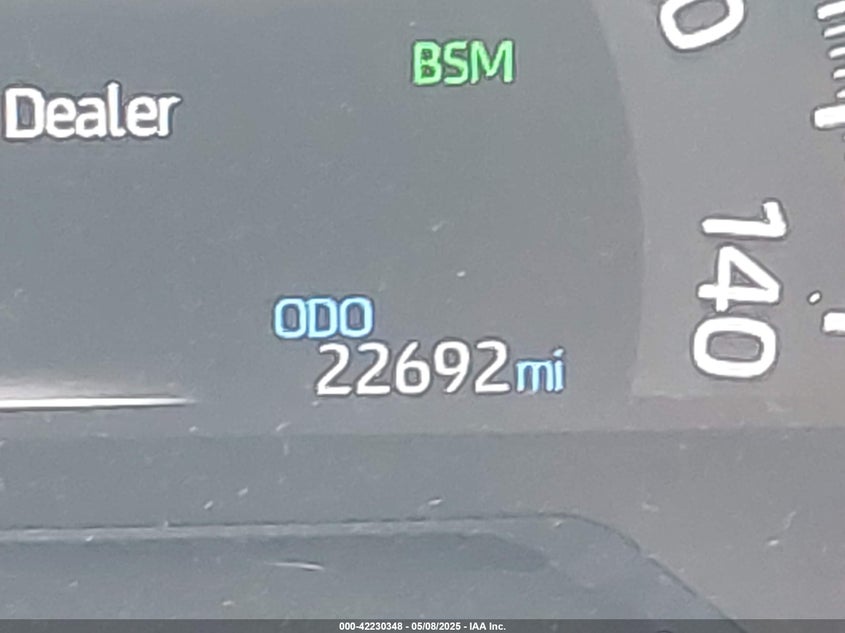 BSM
Dealer
140
ODO
22692mi
000-42230348 - 05/08/2025 - IAA Inc.